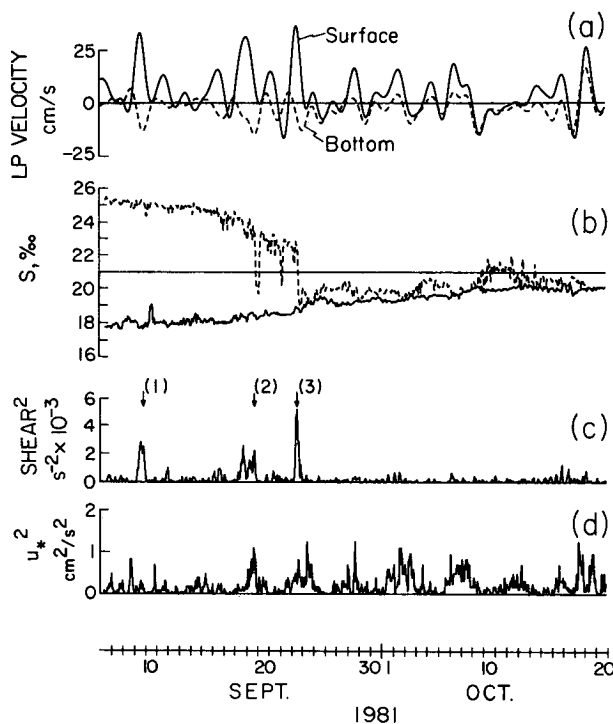 (a)
LP VELOCITY
cm/s
25
0
-25
Surface
Bottom
(b)
S, ‰
26
24
22
21
20
18
16
(c)
SHEAR²
s⁻² x 10⁻³
6
4
2
0
(1)
(2)
(3)
(d)
u*²
cm²/s²
2
1
0
10
20
30
1
10
20
SEPT.
OCT.
1981